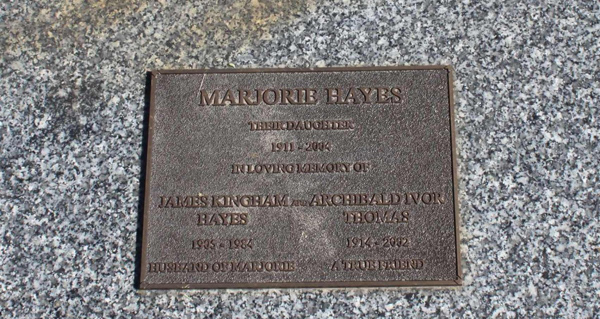 MARJORIE HAYES
THEIR DAUGHTER
1911 - 2004
IN LOVING MEMORY OF
JAMES KINGHAM AND ARCHIBALD IVOR
HAYES THOMAS
1905 - 1984 1914 - 2002
HUSBAND OF MARJORIE A TRUE FRIEND